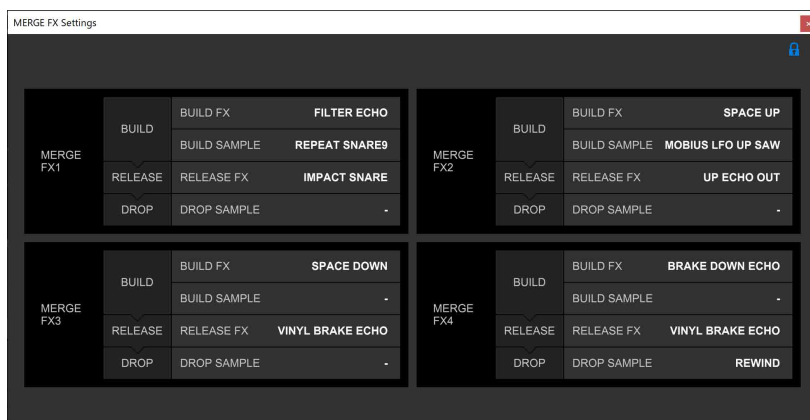 MERGE FX Settings
MERGE
FX1
BUILD
BUILD FX FILTER ECHO
BUILD SAMPLE REPEAT SNARE9
RELEASE RELEASE FX IMPACT SNARE
DROP DROP SAMPLE -
MERGE
FX2
BUILD
BUILD FX SPACE UP
BUILD SAMPLE MOBIUS LFO UP SAW
RELEASE RELEASE FX UP ECHO OUT
DROP DROP SAMPLE -
MERGE
FX3
BUILD
BUILD FX SPACE DOWN
BUILD SAMPLE -
RELEASE RELEASE FX VINYL BRAKE ECHO
DROP DROP SAMPLE -
MERGE
FX4
BUILD
BUILD FX BRAKE DOWN ECHO
BUILD SAMPLE -
RELEASE RELEASE FX VINYL BRAKE ECHO
DROP DROP SAMPLE REWIND